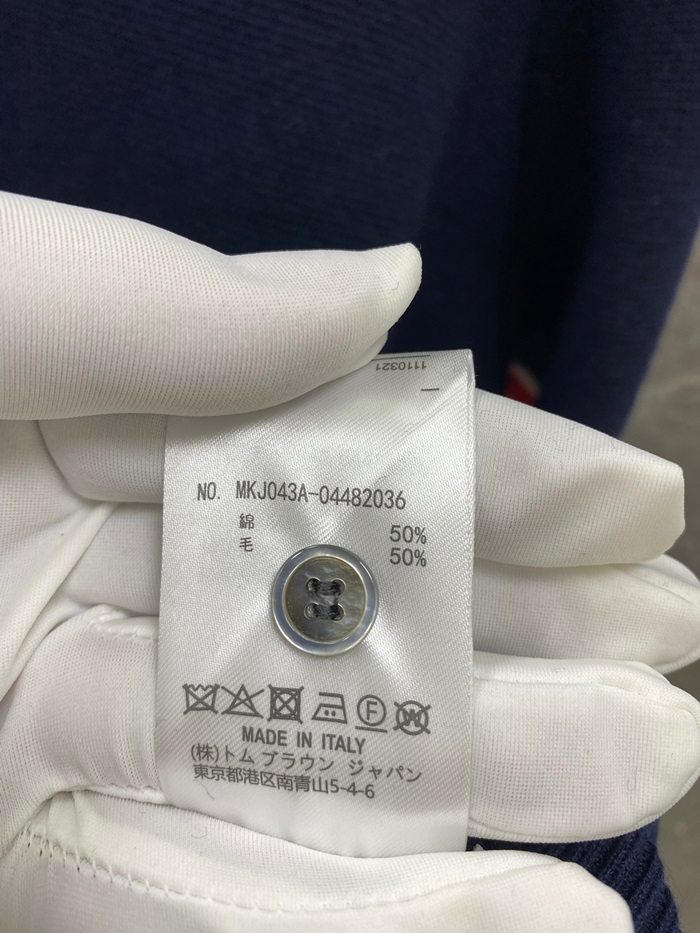 1110321
NO. MKJ043A-04482036
綿 50%
毛 50%
F W
MADE IN ITALY
(株)トム ブラウン ジャパン
東京都港区南青山5-4-6